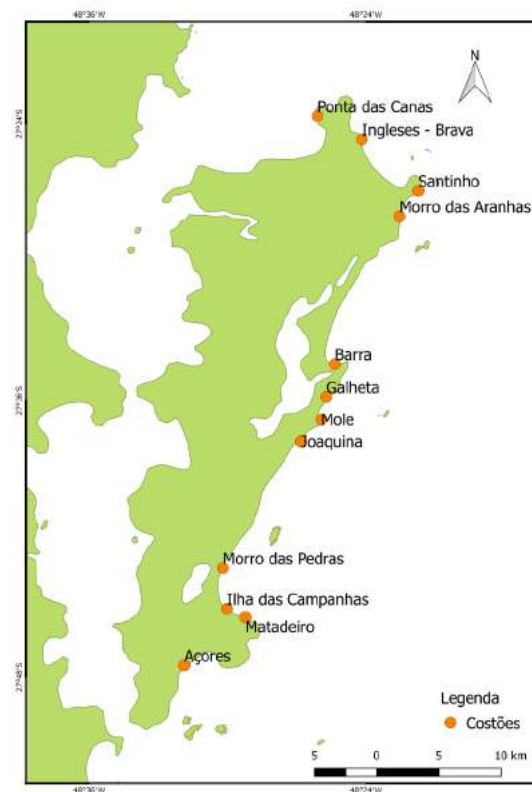 48°36'W
48°24'W
N
27°24'S
Ponta das Canas
Ingleses - Brava
Santinho
Morro das Aranhas
Barra
27°36'S
Galheta
Mole
Joaquina
Morro das Pedras
Ilha das Campanhas
Matadeiro
Açores
27°48'S
Legenda
Costões
5 0 5 10 km
48°36'W
48°24'W